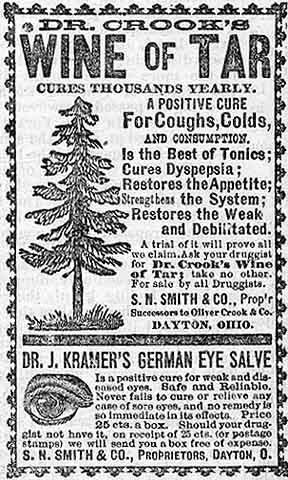 DR. CROOK'S
WINE OF TAR
CURES THOUSANDS YEARLY.
A POSITIVE CURE
For Coughs, Colds,
AND CONSUMPTION.
Is the Best of Tonics;
Cures Dyspepsia;
Restores the Appetite;
Strengthens the System;
Restores the Weak
and Debilitated.
A trial of it will prove all
we claim. Ask your druggist
for Dr. Crook's Wine
of Tar; take no other.
For sale by all Druggists.
S. N. SMITH & CO., Prop'r
Successors to Oliver Crook & Co.
DAYTON, OHIO.
DR. J. KRAMER'S GERMAN EYE SALVE
Is a positive cure for weak and dis-
eased eyes. Safe and Reliable.
Never fails to cure or relieve any
case of sore eyes, and no remedy is
so immediate in its effects. Price
25 cts. a box. Should your drug-
gist not have it, on receipt of 25 cts. (or postage
stamps) we will send you a box free of expense.
S. N. SMITH & CO., PROPRIETORS, DAYTON, O.